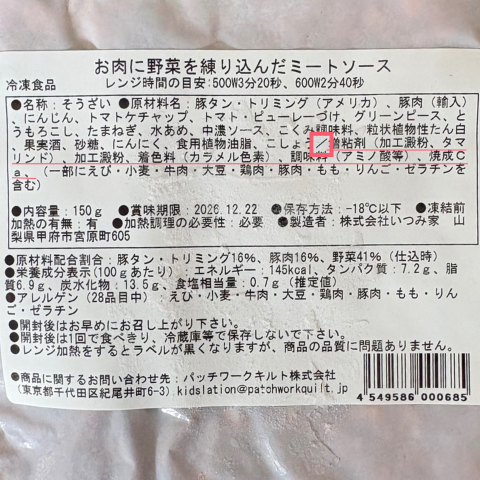 お肉に野菜を練り込んだミートソース
冷凍食品 レンジ時間の目安：500W3分20秒、600W2分40秒
●名称：そうざい ●原材料名：豚タン・トリミング（アメリカ）、豚肉（輸入）
、にんじん、トマトケチャップ、トマト・ピューレーづけ、グリーンピース、と
うもろこし、たまねぎ、水あめ、中濃ソース、こくみ調味料、粒状植物性たん白
、果実酒、砂糖、にんにく、食用植物油脂、こしょう／増粘剤（加工澱粉、タマ
リンド）、加工澱粉、着色料（カラメル色素）、調味料（アミノ酸等）、焼成C
a、（一部にえび・小麦・牛肉・大豆・鶏肉・豚肉・もも・りんご・ゼラチンを
含む）
●内容量：150g ●賞味期限：2026.12.22 ●保存方法：-18℃以下 ●凍結前
加熱の有無：有 ●加熱調理の必要性：必要 ●製造者：株式会社いつみ家 山
梨県甲府市宮原町605
●原材料配合割合：豚タン・トリミング16%、豚肉16%、野菜41%（仕込時）
●栄養成分表示（100gあたり）：エネルギー：145kcal、タンパク質：7.2g、脂
質6.9g、炭水化物：13.5g、食塩相当量：0.7g（推定値）
●アレルゲン（28品目中）：えび・小麦・牛肉・大豆・鶏肉・豚肉・もも・りん
ご・ゼラチン
●開封後はお早めにお召し上がり下さい。
●開封後は1回で食べきり、冷蔵庫等で保存しないで下さい。
●レンジ加熱をするとラベルが黒くなりますが、商品の品質に問題ありません。
●商品に関するお問い合わせ先：パッチワークキルト株式会社
（東京都千代田区紀尾井町6-3）kidslation@patchworkquilt.jp
4 549586 000685